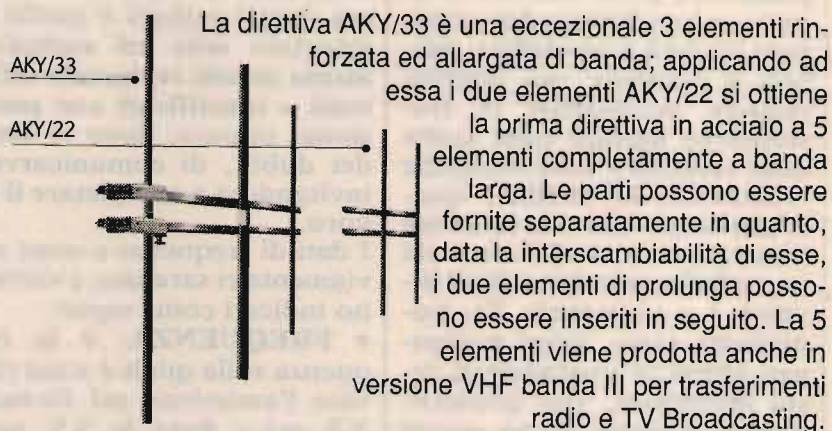 La direttiva AKY/33 è una eccezionale 3 elementi rin-
forzata ed allargata di banda; applicando ad
essa i due elementi AKY/22 si ottiene
la prima direttiva in acciaio a 5
elementi completamente a banda
larga. Le parti possono essere
fornite separatamente in quanto,
data la interscambiabilità di esse,
i due elementi di prolunga posso-
no essere inseriti in seguito. La 5
elementi viene prodotta anche in
versione VHF banda III per trasferimenti
radio e TV Broadcasting.
AKY/33
AKY/22